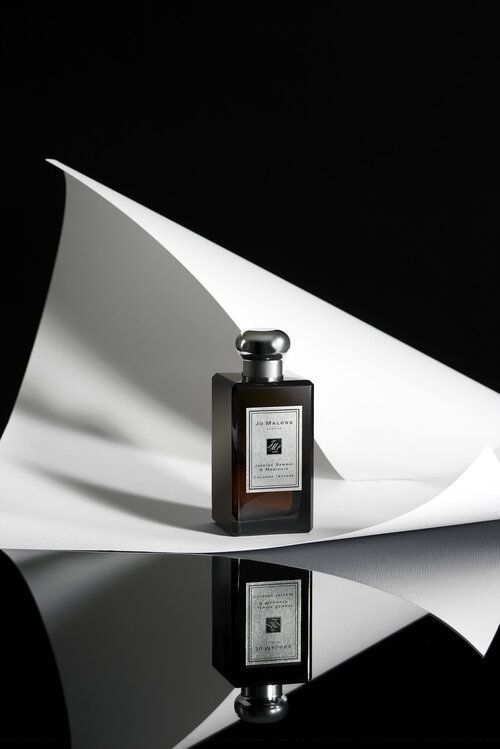 JO MALONE
LONDON
JASMINE SAMBAC
& MARIGOLD
COLOGNE INTENSE